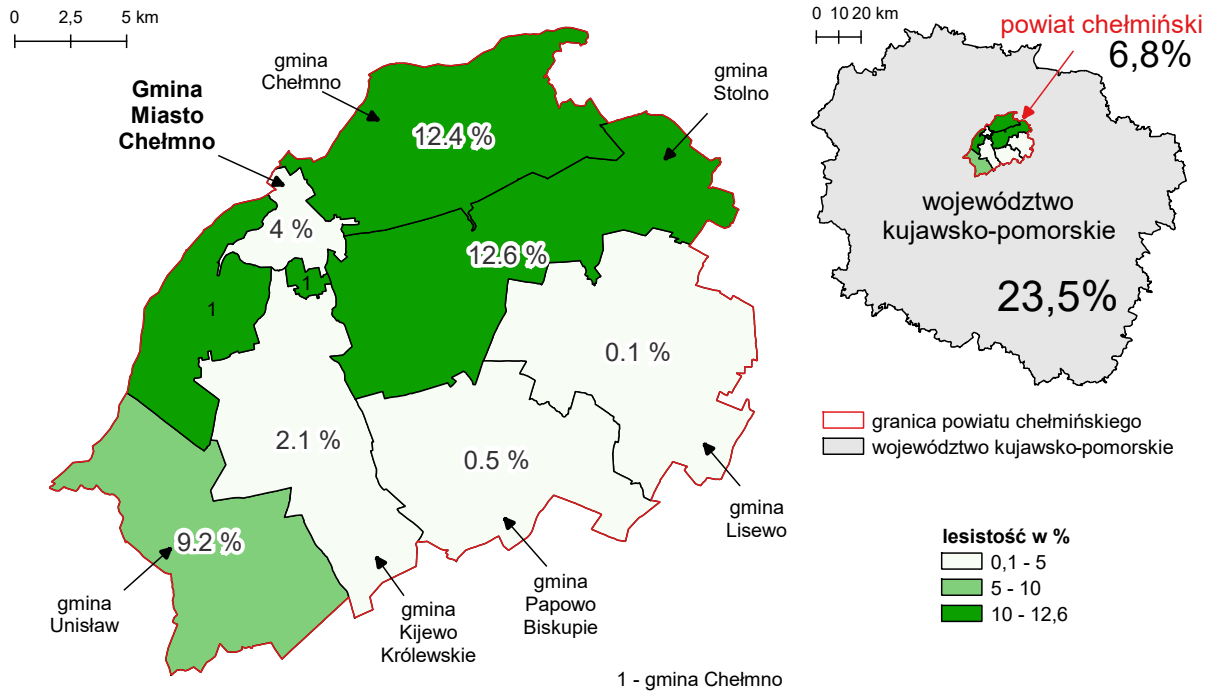 0 2,5 5 km
gmina
Chełmno
Gmina
Miasto
Chełmno
gmina
Stolno
12.4 %
4 %
12.6 %
1
1
0.1 %
2.1 %
0.5 %
9.2 %
gmina
Lisewo
gmina
Unisław
gmina
Kijewo
Królewskie
gmina
Papowo
Biskupie
1 - gmina Chełmno
0 10 20 km
powiat chełmiński
6,8%
województwo
kujawsko-pomorskie
23,5%
granica powiatu chełmińskiego
województwo kujawsko-pomorskie
lesistość w %
0,1 - 5
5 - 10
10 - 12,6